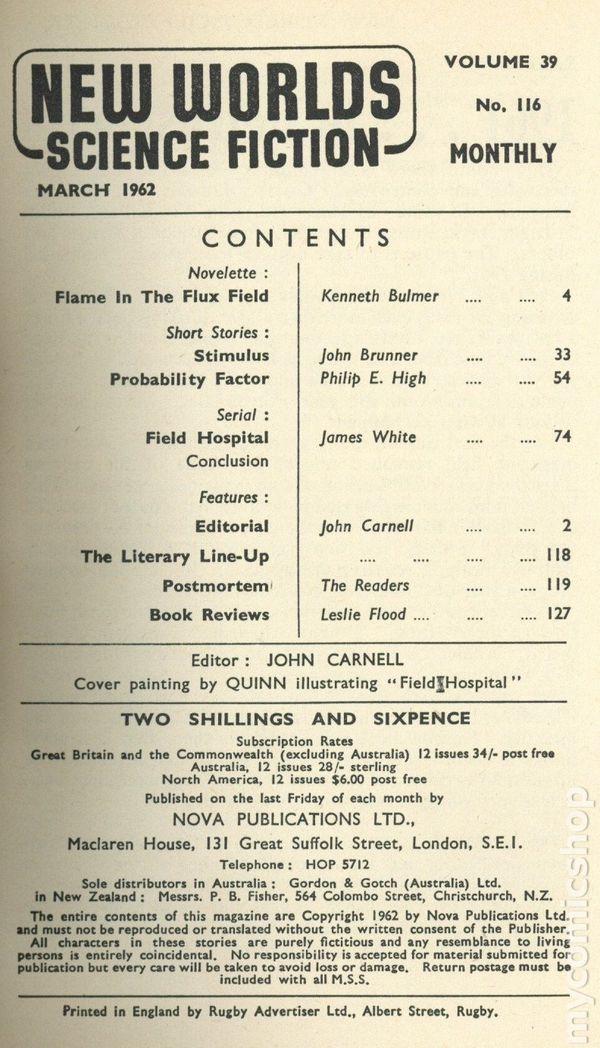 NEW WORLDS
SCIENCE FICTION
MARCH 1962
VOLUME 39
No. 116
MONTHLY
CONTENTS
Novelette :
Flame In The Flux Field Kenneth Bulmer .... .... 4
Short Stories :
Stimulus John Brunner .... .... 33
Probability Factor Philip E. High .... .... 54
Serial :
Field Hospital James White .... .... 74
Conclusion
Features :
Editorial John Carnell .... .... 2
The Literary Line-Up .... .... .... .... 118
Postmortem The Readers .... .... 119
Book Reviews Leslie Flood .... .... .... 127
Editor : JOHN CARNELL
Cover painting by QUINN illustrating "Field Hospital"
TWO SHILLINGS AND SIXPENCE
Subscription Rates
Great Britain and the Commonwealth (excluding Australia) 12 issues 34/- post free
Australia, 12 issues 28/- sterling
North America, 12 issues $6.00 post free
Published on the last Friday of each month by
NOVA PUBLICATIONS LTD.,
Maclaren House, 131 Great Suffolk Street, London, S.E.1.
Telephone : HOP 5712
Sole distributors in Australia : Gordon & Gotch (Australia) Ltd.
in New Zealand : Messrs. P. B. Fisher, 564 Colombo Street, Christchurch, N.Z.
The entire contents of this magazine are Copyright 1962 by Nova Publications Ltd.
and must not be reproduced or translated without the written consent of the Publisher.
All characters in these stories are purely fictitious and any resemblance to living
persons is entirely coincidental. No responsibility is accepted for material submitted for
publication but every care will be taken to avoid loss or damage. Return postage must be
included with all M.S.S.
Printed in England by Rugby Advertiser Ltd., Albert Street, Rugby.
mycomicshop